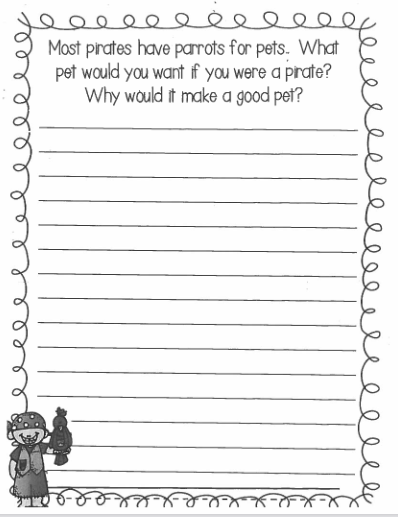 Most pirates have parrots for pets. What
pet would you want if you were a pirate?
Why would it make a good pet?